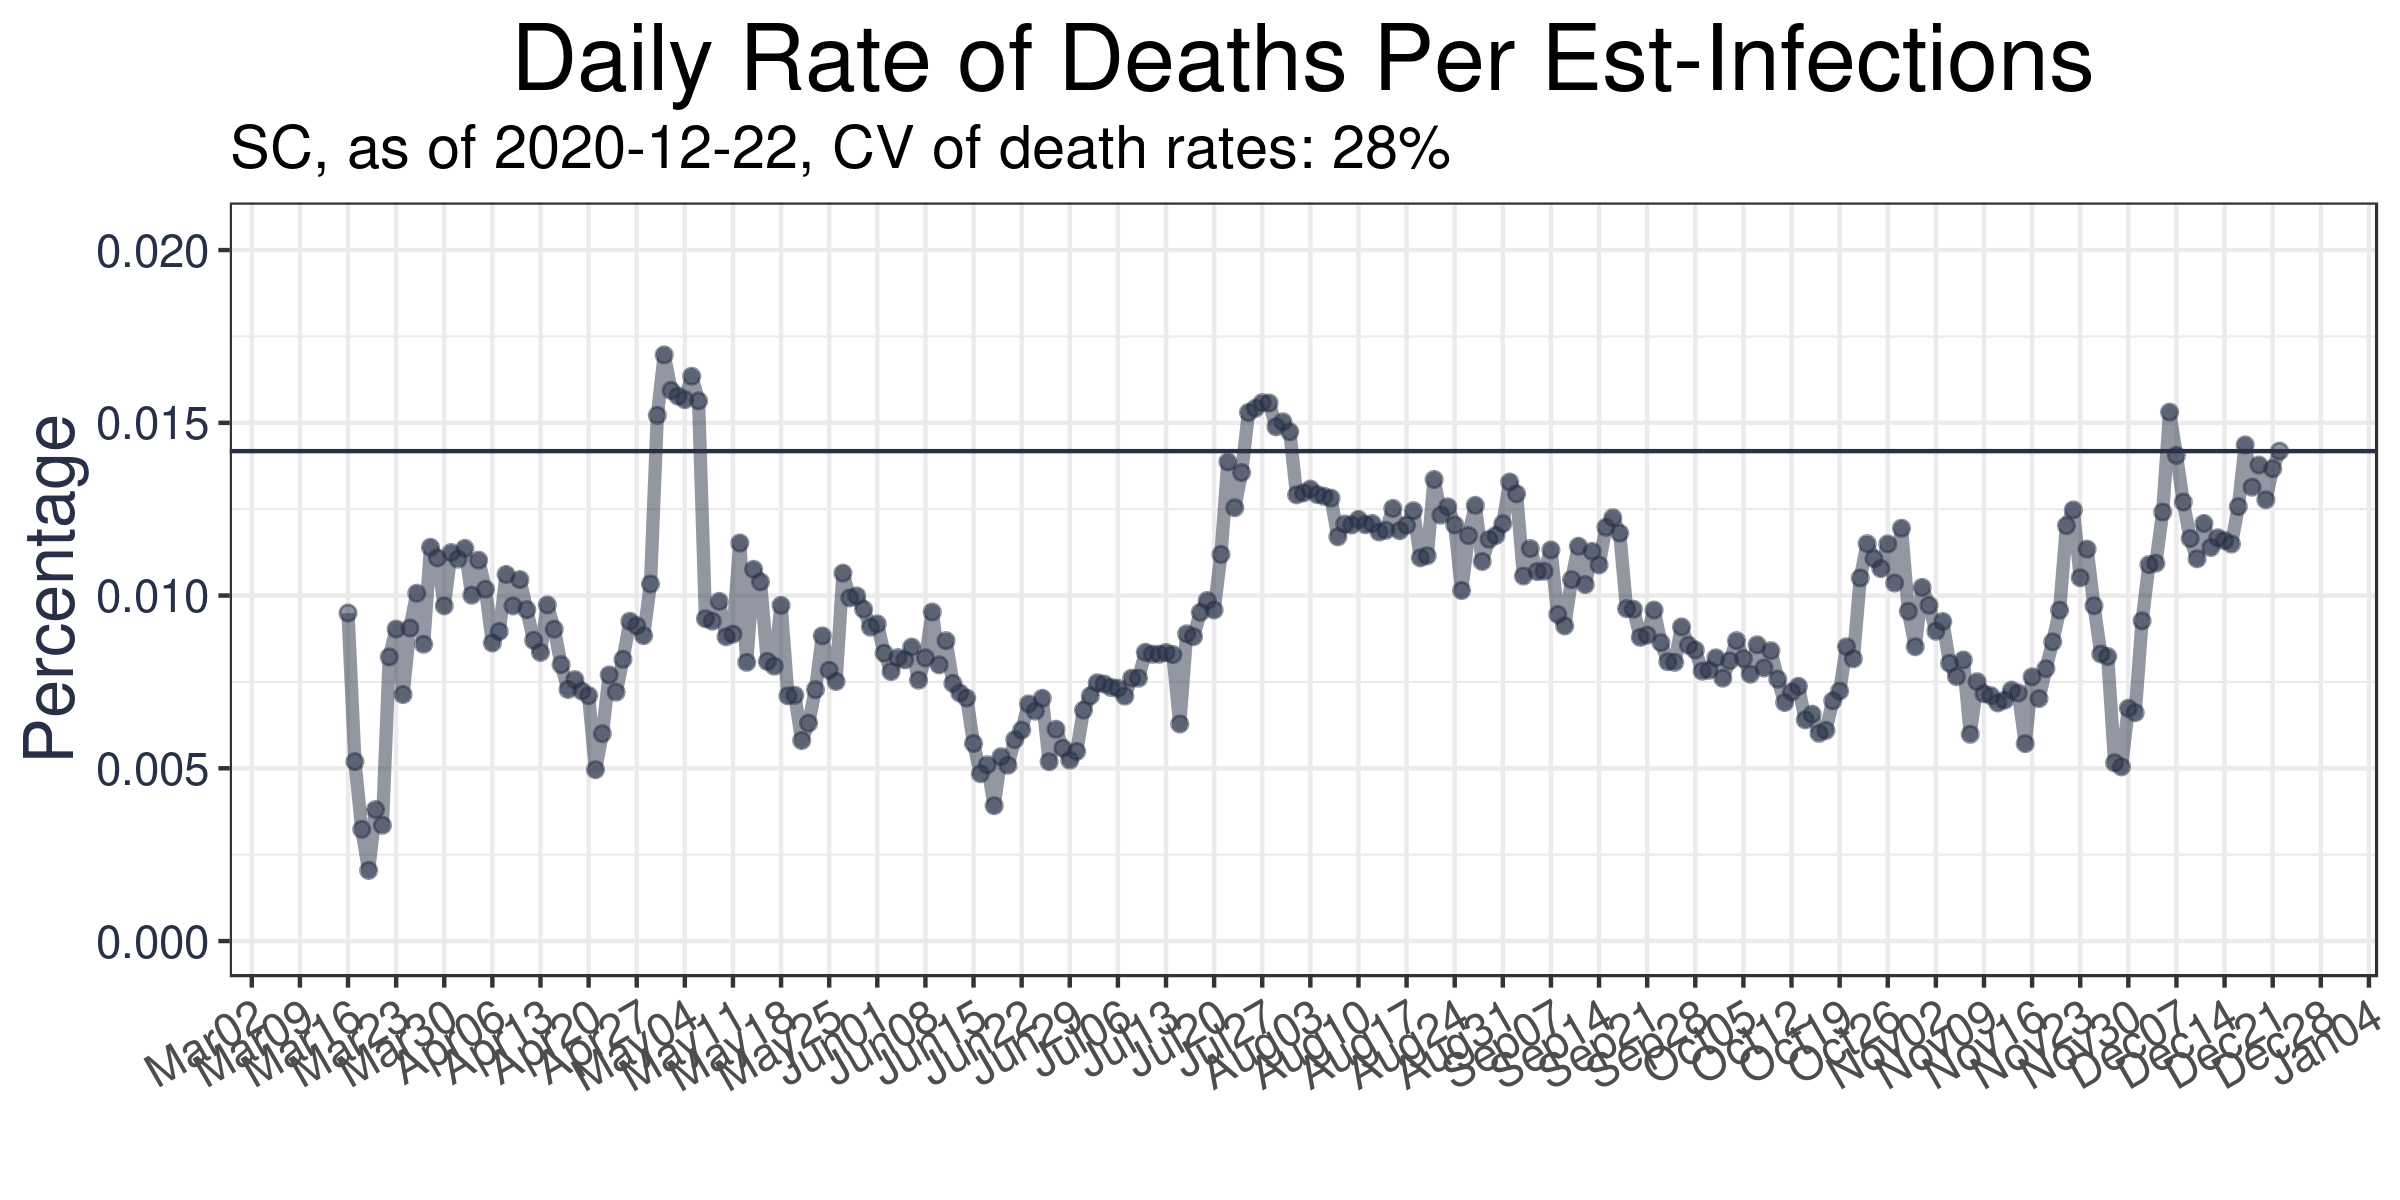 Daily Rate of Deaths Per Est-Infections
SC, as of 2020-12-22, CV of death rates: 28%
Percentage
0.020
0.015
0.010
0.005
0.000
Mar02
Mar09
Mar16
Mar23
Mar30
Apr06
Apr13
Apr20
Apr27
May04
May11
May18
May25
Jun01
Jun08
Jun15
Jun22
Jun29
Jul06
Jul13
Jul20
Jul27
Aug03
Aug10
Aug17
Aug24
Aug31
Sep07
Sep14
Sep21
Sep28
Oct05
Oct12
Oct19
Oct26
Nov02
Nov09
Nov16
Nov23
Nov30
Dec07
Dec14
Dec21
Dec28
Jan04